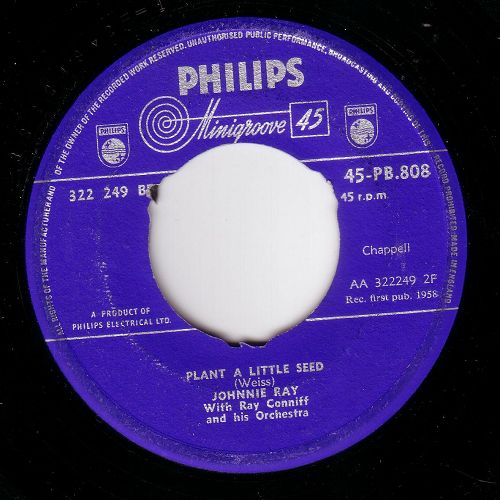 ALL RIGHTS OF THE MANUFACTURER AND OF THE OWNER OF THE RECORDED WORK RESERVED. UNAUTHORISED PUBLIC PERFORMANCE, BROADCASTING AND COPYING OF THIS RECORD PROHIBITED. MADE IN ENGLAND
PHILIPS
PHILIPS
Minigroove 45
PHILIPS
322 249
45-PB.808
45 r.p.m.
Chappell
AA 322249 2F
Rec. first pub. 1958
A PRODUCT OF
PHILIPS ELECTRICAL LTD.
PLANT A LITTLE SEED
(Weiss)
JOHNNIE RAY
With Ray Conniff
and his Orchestra